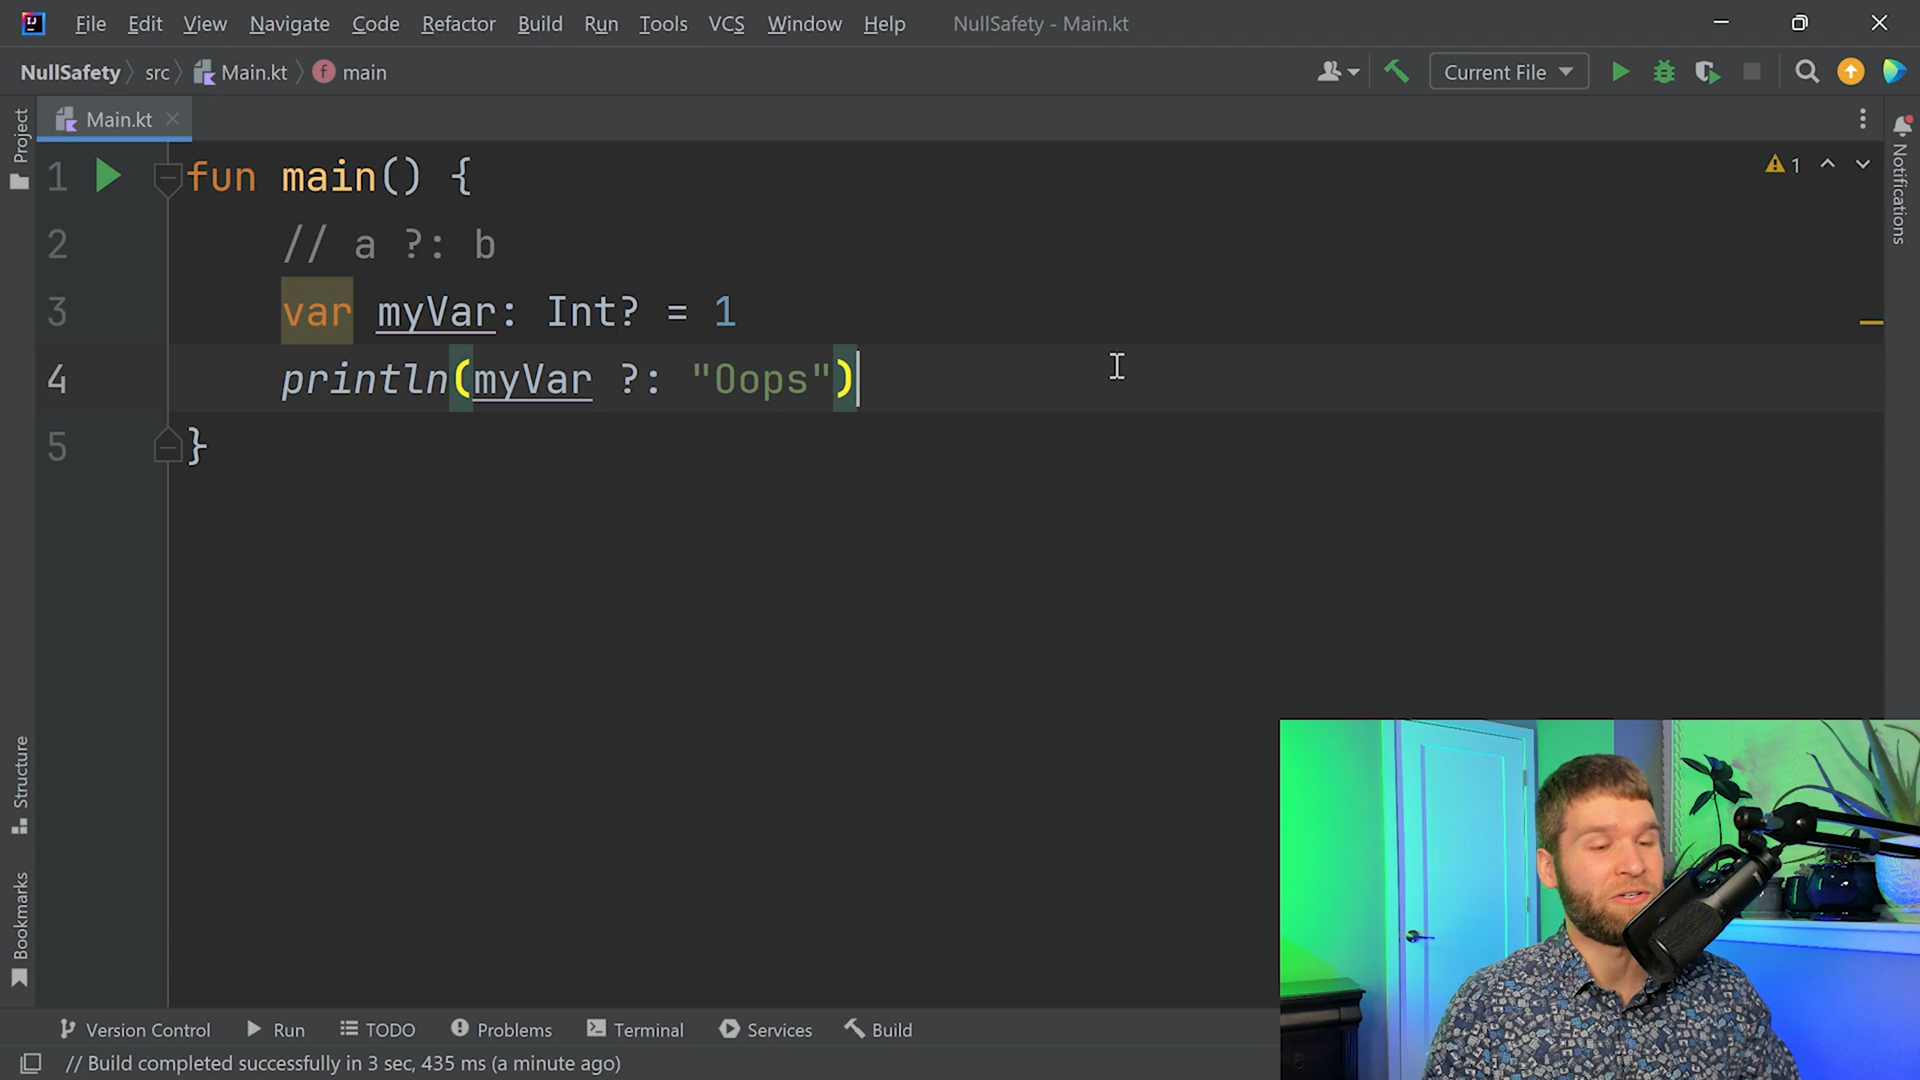 File Edit View Navigate Code Refactor Build Run Tools VCS Window Help NullSafety - Main.kt
NullSafety src Main.kt f main Current File
Project
Main.kt
1 fun main() {
1
2 // a ?: b
3 var myVar: Int? = 1
4 println(myVar ?: "Oops")
5 }
Notifications
Structure
Bookmarks
Version Control Run TODO Problems Terminal Services Build
// Build completed successfully in 3 sec, 435 ms (a minute ago)